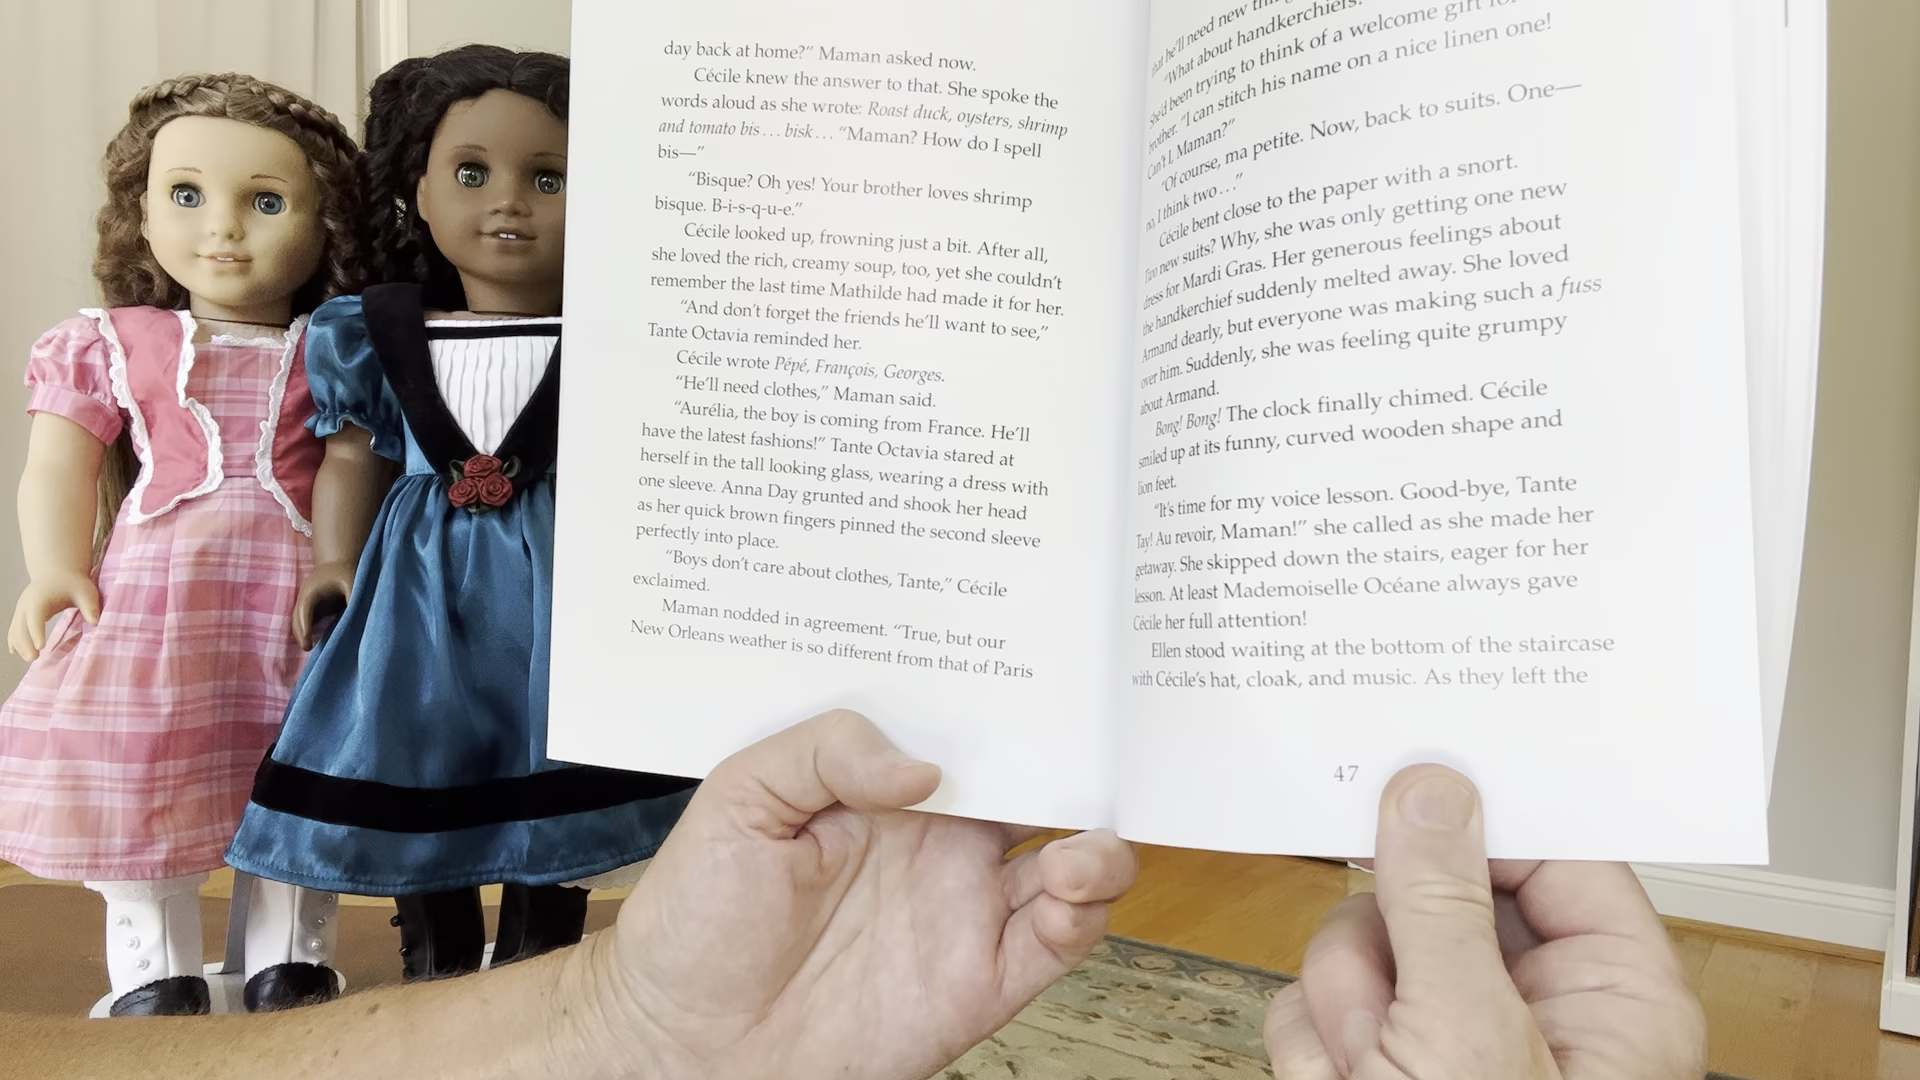 day back at home?” Maman asked now.
Cécile knew the answer to that. She spoke the
words aloud as she wrote: Roast duck, oysters, shrimp
and tomato bis . . . bisk . . . “Maman? How do I spell
bis—”
“Bisque? Oh yes! Your brother loves shrimp
bisque. B-i-s-q-u-e.”
Cécile looked up, frowning just a bit. After all,
she loved the rich, creamy soup, too, yet she couldn’t
remember the last time Mathilde had made it for her.
“And don’t forget the friends he’ll want to see,”
Tante Octavia reminded her.
Cécile wrote Pépé, François, Georges.
“He’ll need clothes,” Maman said.
“Aurélia, the boy is coming from France. He’ll
have the latest fashions!” Tante Octavia stared at
herself in the tall looking glass, wearing a dress with
one sleeve. Anna Day grunted and shook her head
as her quick brown fingers pinned the second sleeve
perfectly into place.
“Boys don’t care about clothes, Tante,” Cécile
exclaimed.
Maman nodded in agreement. “True, but our
New Orleans weather is so different from that of Paris
that he’ll need new
“What about handkerchiefs?
She’d been trying to think of a welcome gift for
brother. “I can stitch his name on a nice linen one!
Can’t I, Maman?”
“Of course, ma petite. Now, back to suits. One—
no, I think two . . .”
Cécile bent close to the paper with a snort.
Two new suits? Why, she was only getting one new
dress for Mardi Gras. Her generous feelings about
the handkerchief suddenly melted away. She loved
Armand dearly, but everyone was making such a fuss
over him. Suddenly, she was feeling quite grumpy
about Armand.
Bong! Bong! The clock finally chimed. Cécile
smiled up at its funny, curved wooden shape and
lion feet.
“It’s time for my voice lesson. Good-bye, Tante
Tay! Au revoir, Maman!” she called as she made her
getaway. She skipped down the stairs, eager for her
lesson. At least Mademoiselle Océane always gave
Cécile her full attention!
Ellen stood waiting at the bottom of the staircase
with Cécile’s hat, cloak, and music. As they left the
47